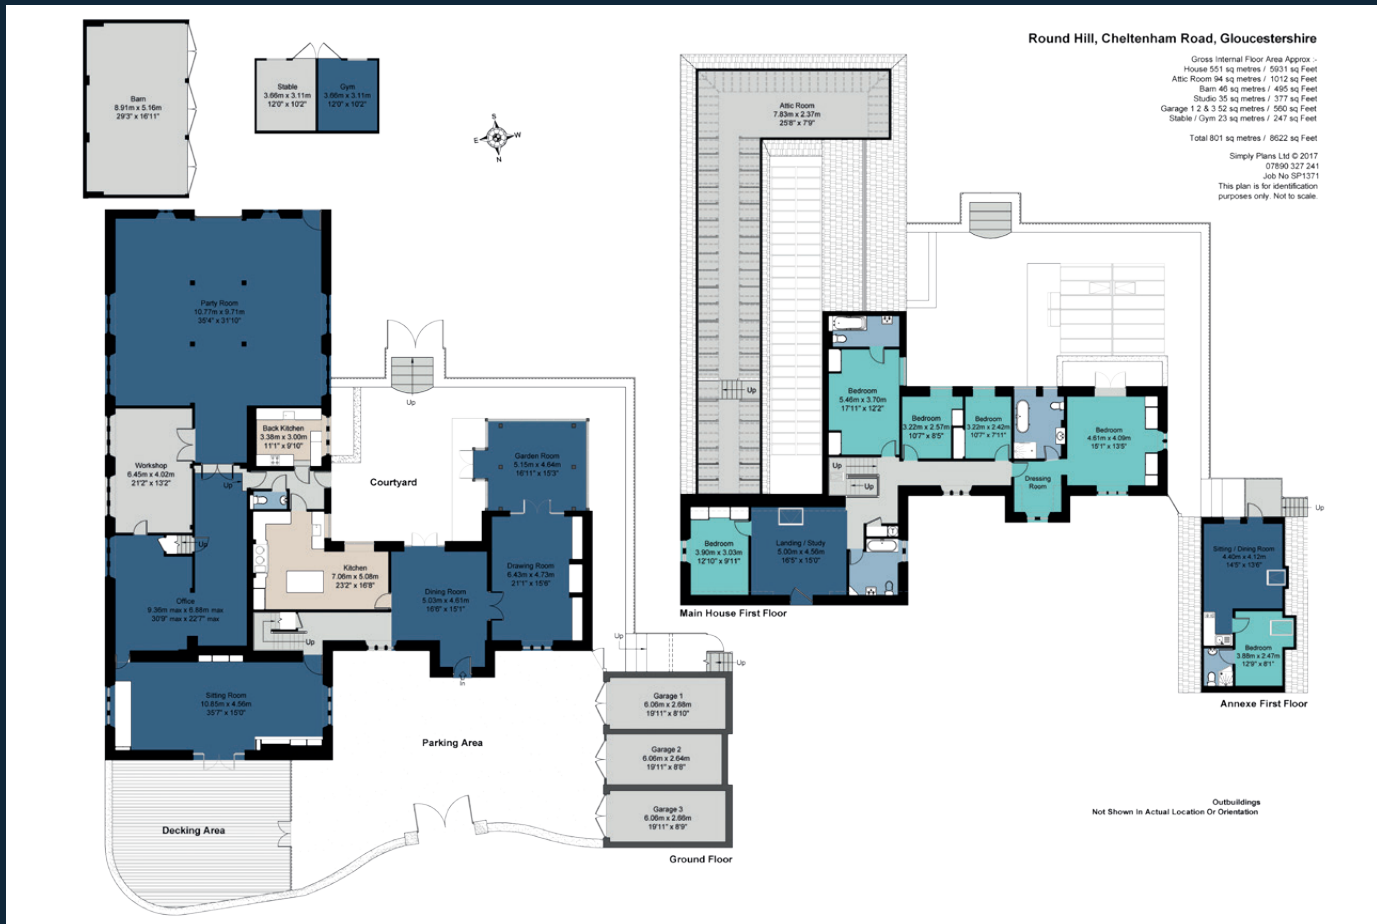 Round Hill, Cheltenham Road, Gloucestershire
Gross Internal Floor Area Approx :-
House 551 sq metres / 5931 sq Feet
Attic Room 94 sq metres / 1012 sq Feet
Barn 46 sq metres / 495 sq Feet
Studio 35 sq metres / 377 sq Feet
Garage 1 2 & 3 52 sq metres / 560 sq Feet
Stable / Gym 23 sq metres / 247 sq Feet
Total 801 sq metres / 8622 sq Feet
Simply Plans Ltd © 2017
07890 327 241
Job No SP1371
This plan is for identification
purposes only. Not to scale.
Barn
8.91m x 5.16m
29'3" x 16'11"
Stable
3.66m x 3.11m
12'0" x 10'2"
Gym
3.66m x 3.11m
12'0" x 10'2"
S
E
W
N
Party Room
10.77m x 9.71m
35'4" x 31'10"
Up
Back Kitchen
3.38m x 3.00m
11'1" x 9'10"
Workshop
6.45m x 4.02m
21'2" x 13'2"
Up
Courtyard
Garden Room
5.15m x 4.64m
16'11" x 15'3"
Up
Kitchen
7.06m x 5.08m
23'2" x 16'8"
Drawing Room
6.43m x 4.73m
21'1" x 15'6"
Dining Room
5.03m x 4.61m
16'6" x 15'1"
Office
9.36m max x 6.88m max
30'9" max x 22'7" max
Up
Up
Up
In
Sitting Room
10.85m x 4.56m
35'7" x 15'0"
Parking Area
Decking Area
Garage 1
6.06m x 2.68m
19'11" x 8'10"
Garage 2
6.06m x 2.64m
19'11" x 8'8"
Garage 3
6.06m x 2.66m
19'11" x 8'9"
Ground Floor
Attic Room
7.83m x 2.37m
25'8" x 7'9"
Up
Bedroom
5.46m x 3.70m
17'11" x 12'2"
Bedroom
3.22m x 2.57m
10'7" x 8'5"
Bedroom
3.22m x 2.42m
10'7" x 7'11"
Bedroom
4.61m x 4.09m
15'1" x 13'5"
Up
Up
Dressing
Room
Bedroom
3.90m x 3.03m
12'10" x 9'11"
Landing / Study
5.00m x 4.56m
16'5" x 15'0"
T
Main House First Floor
Up
Sitting / Dining Room
4.40m x 4.12m
14'5" x 13'6"
Bedroom
3.88m x 2.47m
12'9" x 8'1"
Annexe First Floor
Outbuildings
Not Shown In Actual Location Or Orientation